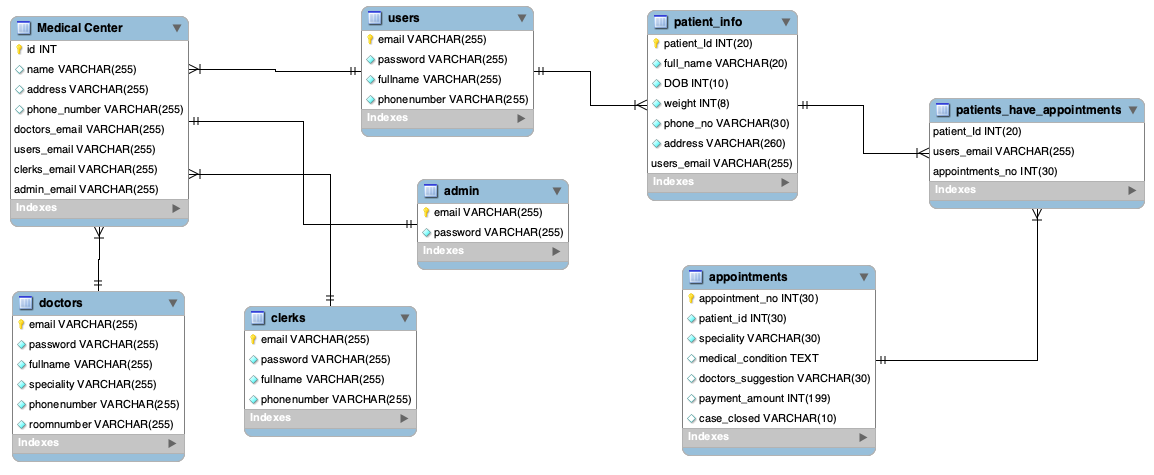 Medical Center
id INT
name VARCHAR(255)
address VARCHAR(255)
phone_number VARCHAR(255)
doctors_email VARCHAR(255)
users_email VARCHAR(255)
clerks_email VARCHAR(255)
admin_email VARCHAR(255)
Indexes
users
email VARCHAR(255)
password VARCHAR(255)
fullname VARCHAR(255)
phonenumber VARCHAR(255)
Indexes
patient_info
patient_Id INT(20)
full_name VARCHAR(20)
DOB INT(10)
weight INT(8)
phone_no VARCHAR(30)
address VARCHAR(260)
users_email VARCHAR(255)
Indexes
patients_have_appointments
patient_Id INT(20)
users_email VARCHAR(255)
appointments_no INT(30)
Indexes
admin
email VARCHAR(255)
password VARCHAR(255)
Indexes
doctors
email VARCHAR(255)
password VARCHAR(255)
fullname VARCHAR(255)
speciality VARCHAR(255)
phonenumber VARCHAR(255)
roomnumber VARCHAR(255)
Indexes
clerks
email VARCHAR(255)
password VARCHAR(255)
fullname VARCHAR(255)
phonenumber VARCHAR(255)
Indexes
appointments
appointment_no INT(30)
patient_id INT(30)
speciality VARCHAR(30)
medical_condition TEXT
doctors_suggestion VARCHAR(30)
payment_amount INT(199)
case_closed VARCHAR(10)
Indexes